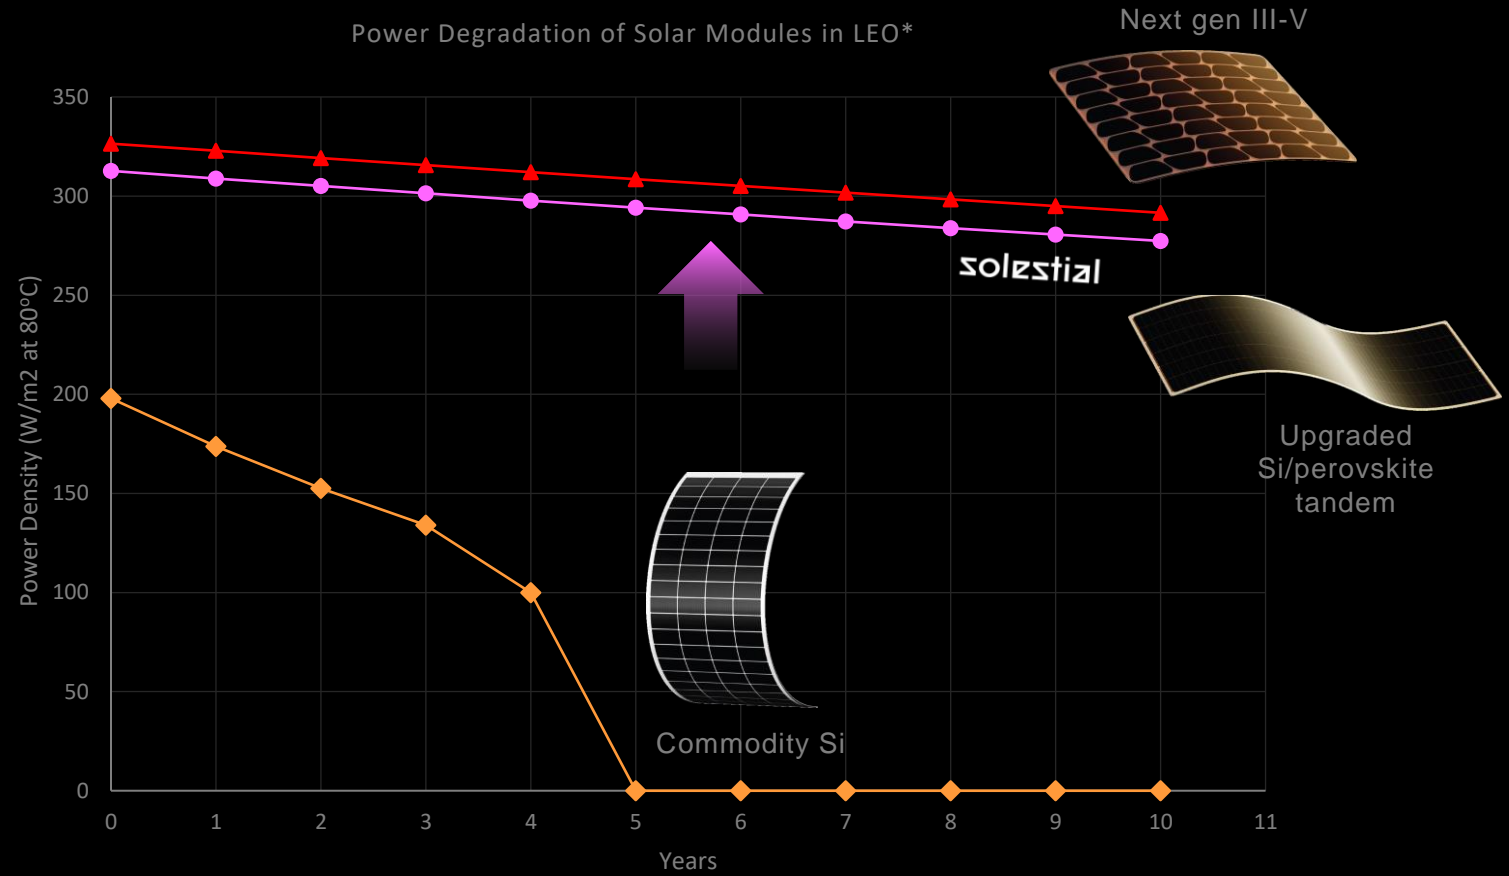 Power Degradation of Solar Modules in LEO*
Next gen III-V
350
300
250
200
150
100
50
0
Power Density (W/m2 at 80ºC)
solestial
Upgraded
Si/perovskite
tandem
Commodity Si
0 1 2 3 4 5 6 7 8 9 10 11
Years